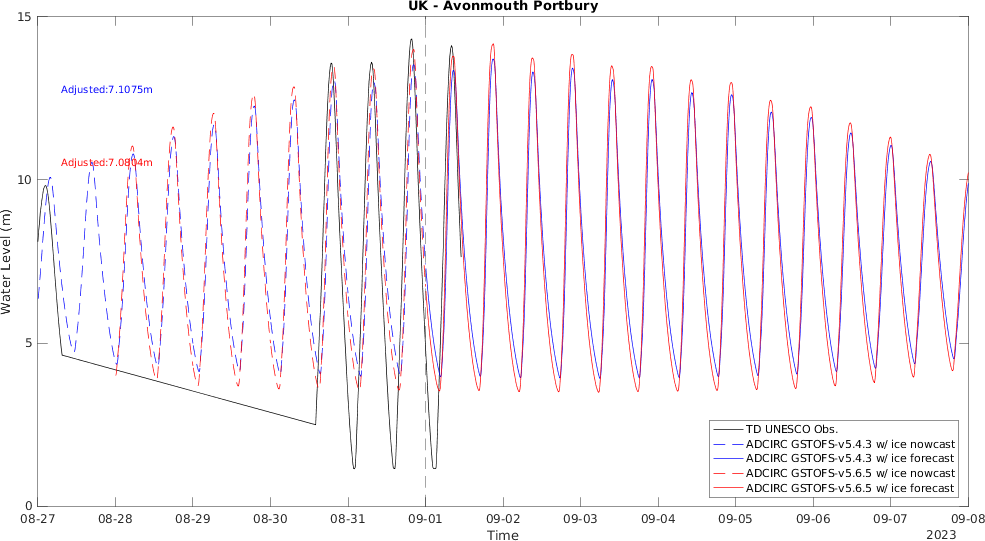 UK - Avonmouth Portbury
15
10
5
0
Water Level (m)
Adjusted:7.1075m
Adjusted:7.0804m
TD UNESCO Obs.
ADCIRC GSTOFS-v5.4.3 w/ ice nowcast
ADCIRC GSTOFS-v5.4.3 w/ ice forecast
ADCIRC GSTOFS-v5.6.5 w/ ice nowcast
ADCIRC GSTOFS-v5.6.5 w/ ice forecast
08-27 08-28 08-29 08-30 08-31 09-01 09-02 09-03 09-04 09-05 09-06 09-07 09-08
Time
2023